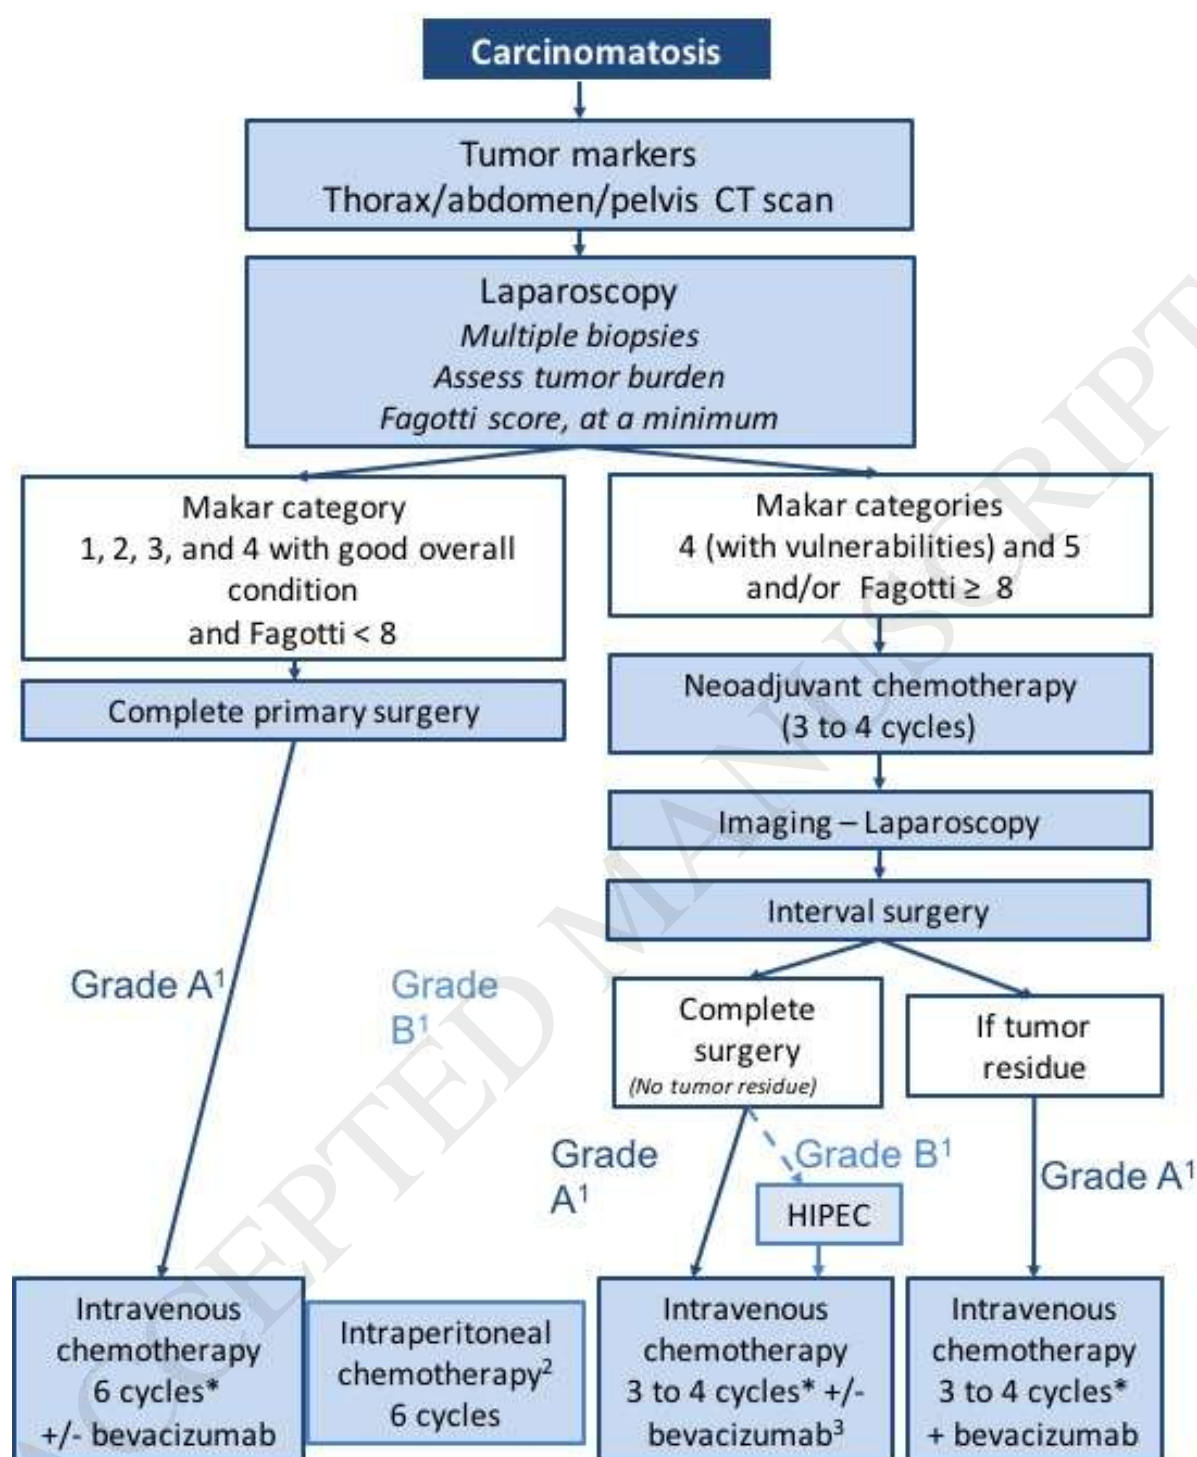 Carcinomatosis
Tumor markers
Thorax/abdomen/pelvis CT scan
Laparoscopy
Multiple biopsies
Assess tumor burden
Fagotti score, at a minimum
Makar category
1, 2, 3, and 4 with good overall
condition
and Fagotti < 8
Complete primary surgery
Makar categories
4 (with vulnerabilities) and 5
and/or Fagotti ≥ 8
Neoadjuvant chemotherapy
(3 to 4 cycles)
Imaging – Laparoscopy
Interval surgery
Grade A¹
Grade
B¹
Complete
surgery
(No tumor residue)
If tumor
residue
Grade
A¹
Grade B¹
Grade A¹
HIPEC
Intravenous
chemotherapy
6 cycles*
+/- bevacizumab
Intraperitoneal
chemotherapy²
6 cycles
Intravenous
chemotherapy
3 to 4 cycles* +/-
bevacizumab³
Intravenous
chemotherapy
3 to 4 cycles*
+ bevacizumab
ACCEPTED MANUSCRIPT